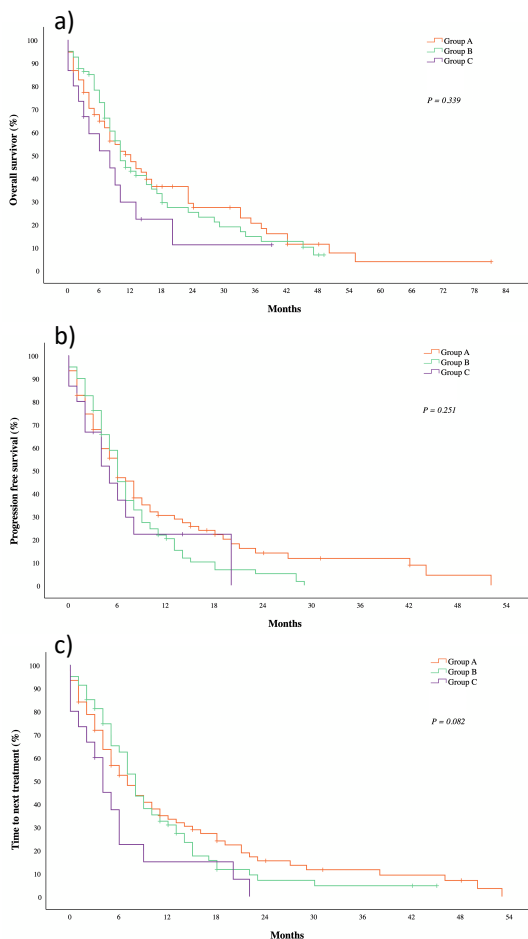 a)
Group A
Group B
Group C
P = 0.339
Overall survivor (%)
100
90
80
70
60
50
40
30
20
10
0
0 6 12 18 24 30 36 42 48 54 60 66 72 78 84
Months
b)
Group A
Group B
Group C
P = 0.251
Progression free survival (%)
100
90
80
70
60
50
40
30
20
10
0
0 6 12 18 24 30 36 42 48 54
Months
c)
Group A
Group B
Group C
P = 0.082
Time to next treatment (%)
100
90
80
70
60
50
40
30
20
10
0
0 6 12 18 24 30 36 42 48 54
Months